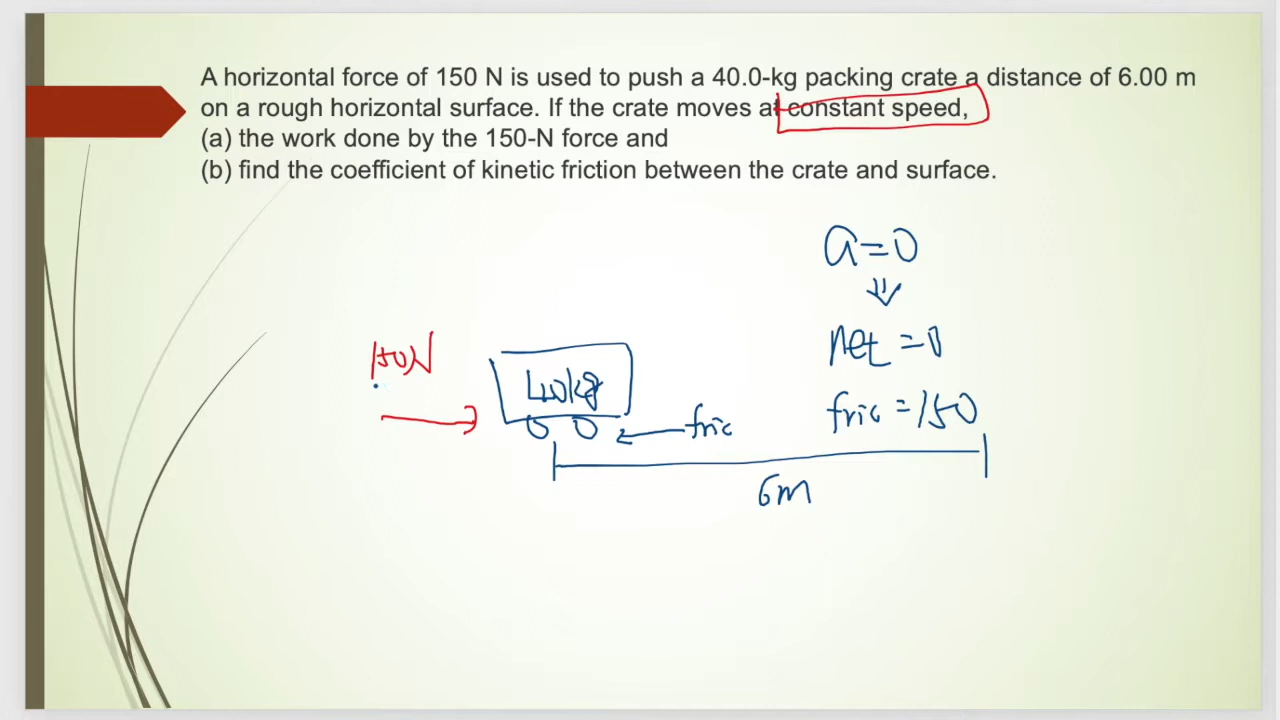 A horizontal force of 150 N is used to push a 40.0-kg packing crate a distance of 6.00 m
on a rough horizontal surface. If the crate moves at constant speed,
(a) the work done by the 150-N force and
(b) find the coefficient of kinetic friction between the crate and surface.
a=0
⇓
net =0
150N
40kg
fric =150
fric
6m